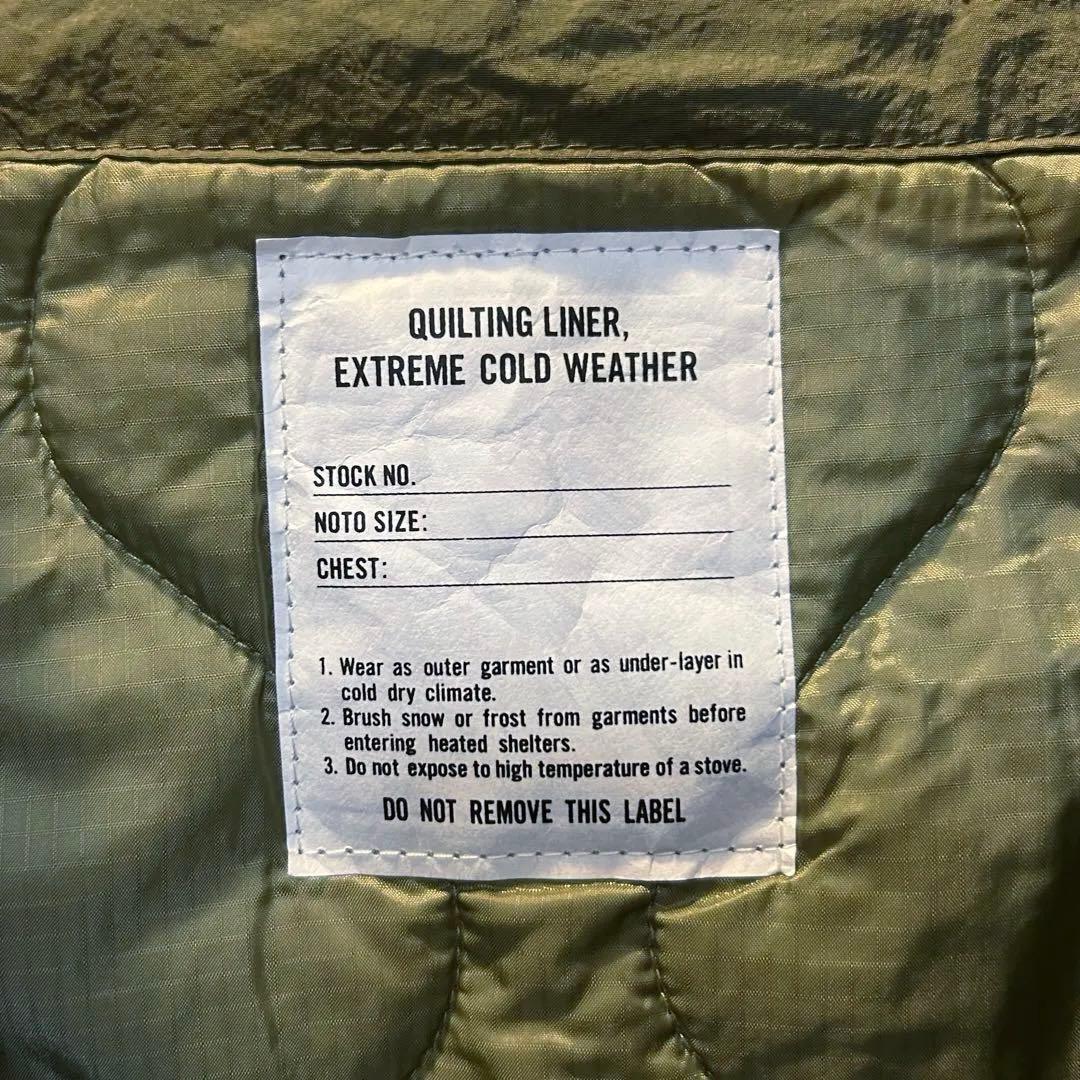 QUILTING LINER,
EXTREME COLD WEATHER
STOCK NO.
NOTO SIZE:
CHEST:
1. Wear as outer garment or as under-layer in
cold dry climate.
2. Brush snow or frost from garments before
entering heated shelters.
3. Do not expose to high temperature of a stove.
DO NOT REMOVE THIS LABEL